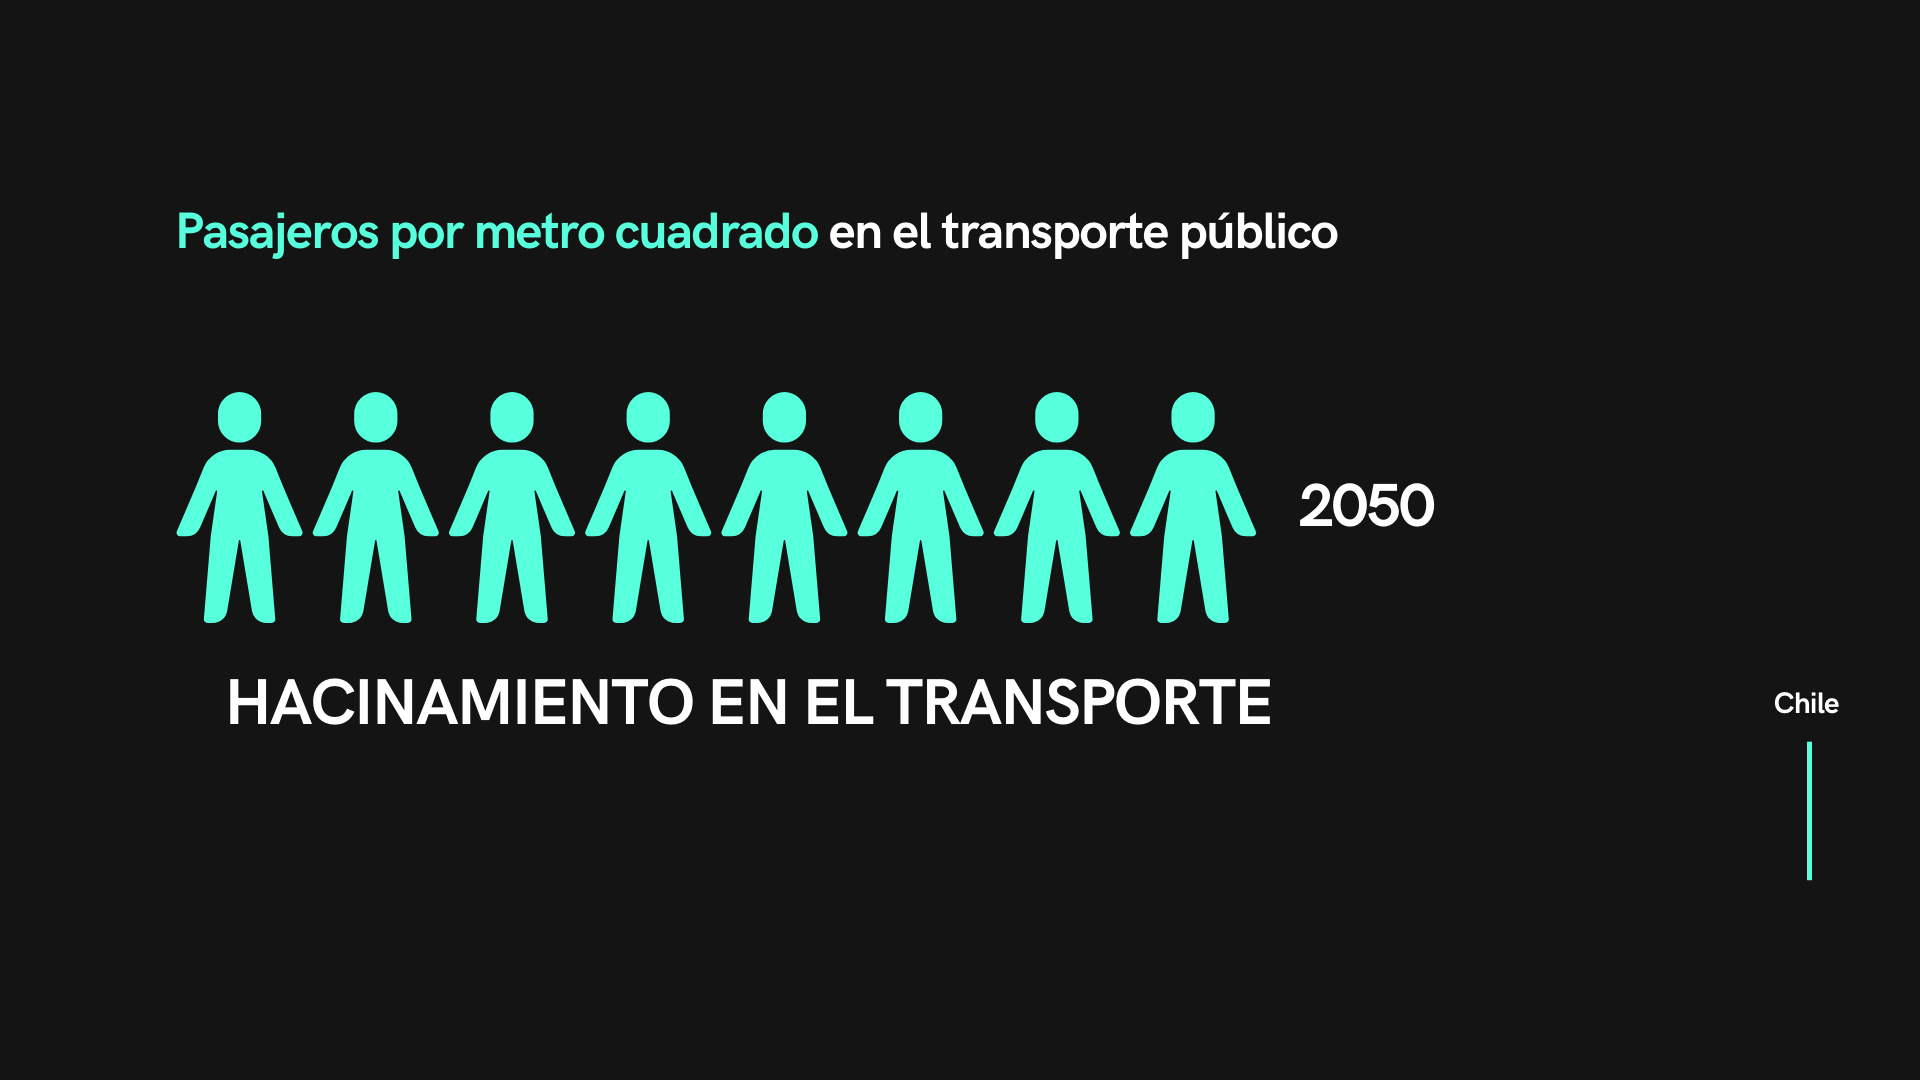 Pasajeros por metro cuadrado en el transporte público
2050
HACINAMIENTO EN EL TRANSPORTE
Chile